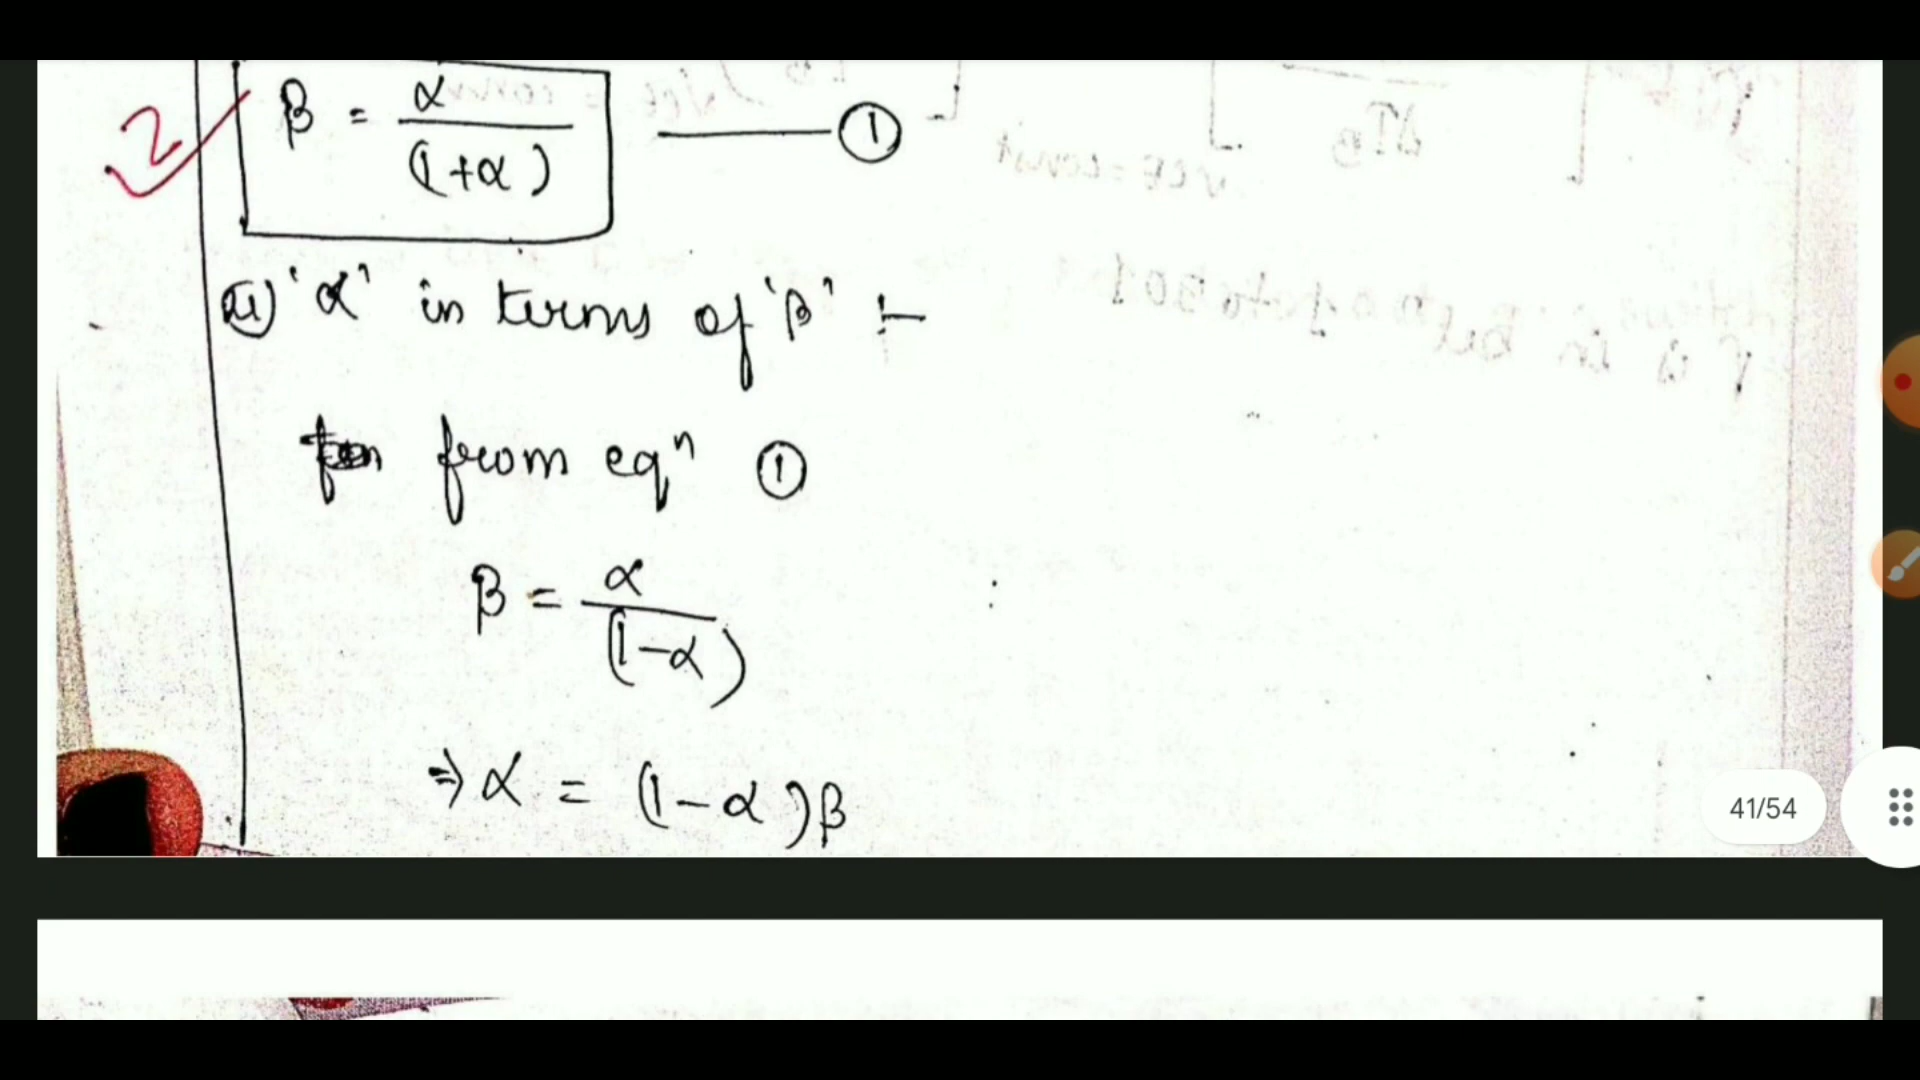 2
β = α / (1+α) ——— ①
ii) 'α' in terms of 'β' :-
from eqⁿ ①
β = α / (1-α)
⇒ α = (1-α)β
41/54